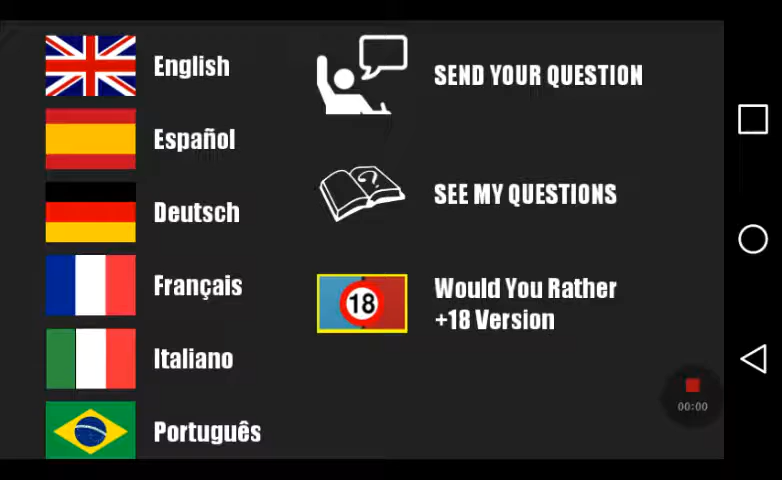 English
Español
Deutsch
Français
Italiano
Português
SEND YOUR QUESTION
?
SEE MY QUESTIONS
18
Would You Rather
+18 Version
00:00